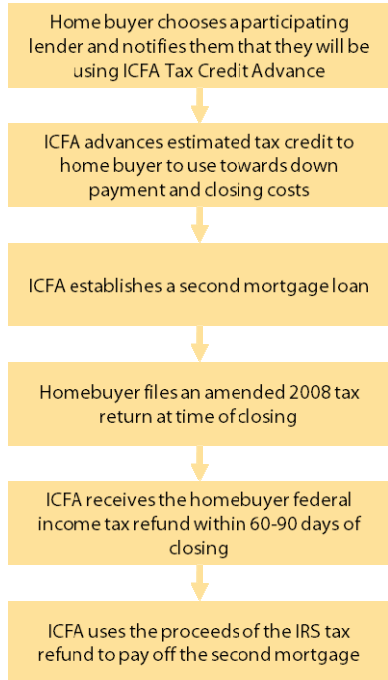 Home buyer chooses aparticipating
lender and notifies them that they will be
using ICFA Tax Credit Advance
ICFA advances estimated tax credit to
home buyer to use towards down
payment and closing costs
ICFA establishes a second mortgage loan
Homebuyer files an amended 2008 tax
return at time of closing
ICFA receives the homebuyer federal
income tax refund within 60-90 days of
closing
ICFA uses the proceeds of the IRS tax
refund to pay off the second mortgage